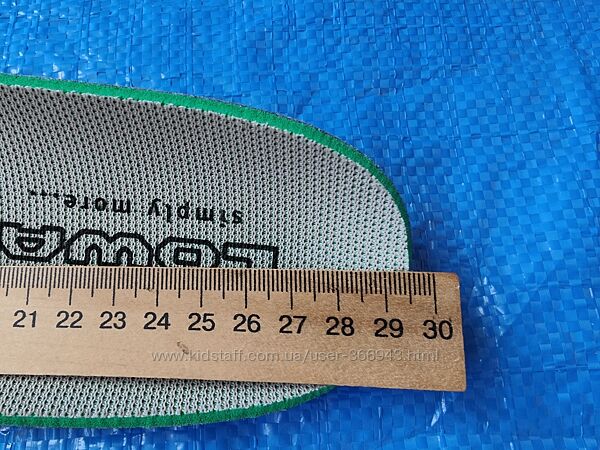 simply more...
LOWA
21 22 23 24 25 26 27 28 29 30
www.kidstaff.com.ua/user-366943.html